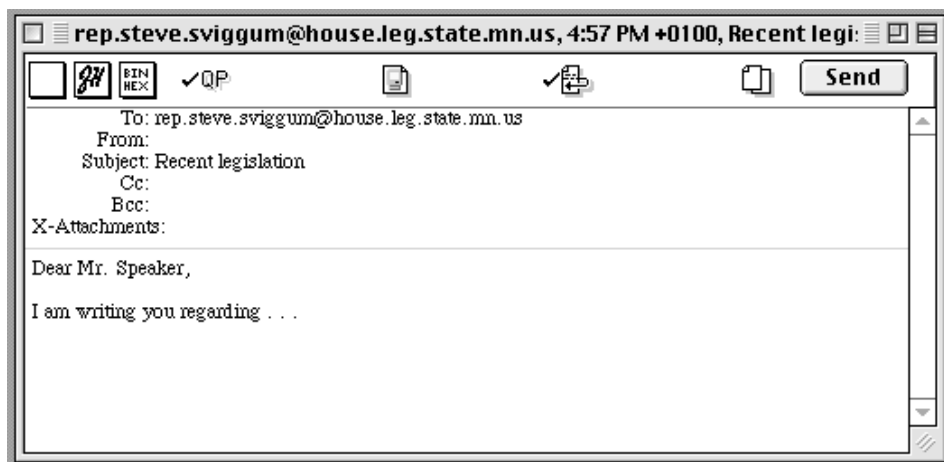 rep.steve.sviggum@house.leg.state.mn.us, 4:57 PM +0100, Recent legi:
BIN HEX QP Send
To: rep.steve.sviggum@house.leg.state.mn.us
From:
Subject: Recent legislation
Cc:
Bcc:
X-Attachments:
Dear Mr. Speaker,
I am writing you regarding . . .